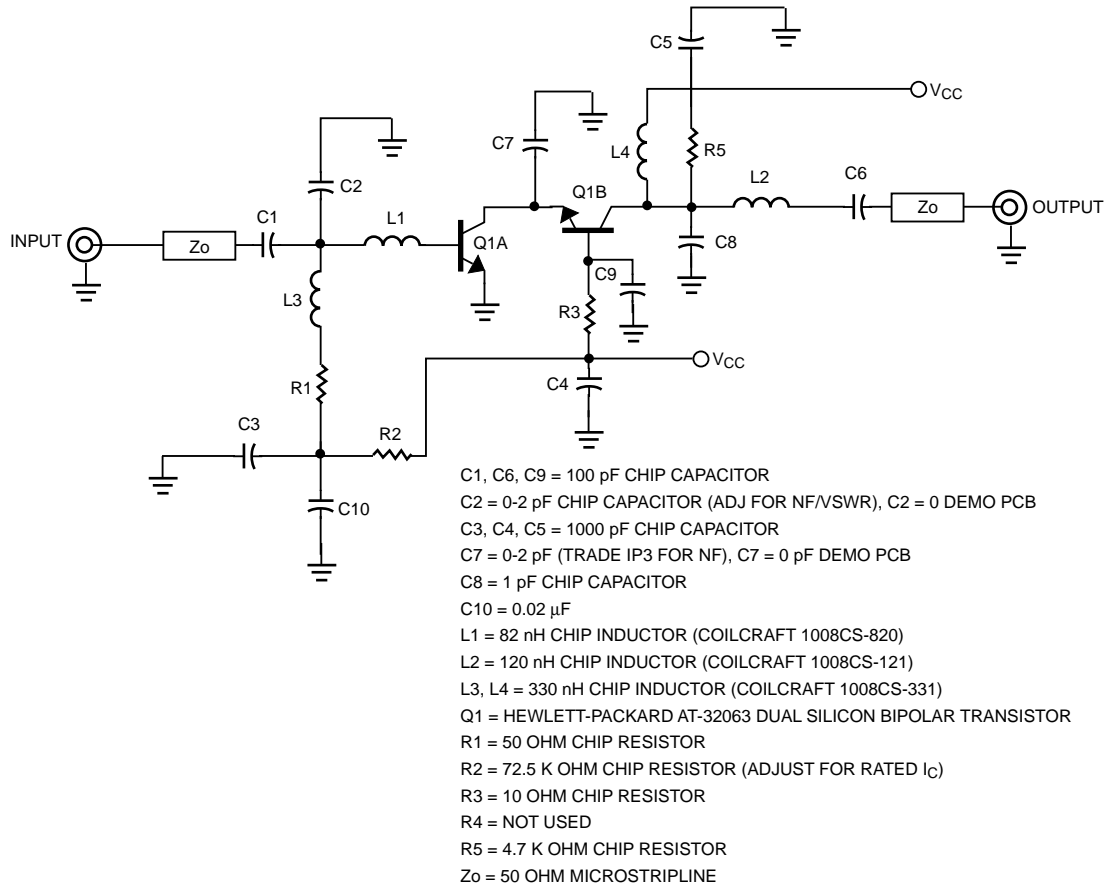 C5
VCC
C7
L4
R5
C2
Q1B
L2
C6
C1
L1
INPUT
Zo
Q1A
Zo
OUTPUT
C8
C9
L3
R3
VCC
R1
C4
C3
R2
C10
C1, C6, C9 = 100 pF CHIP CAPACITOR
C2 = 0-2 pF CHIP CAPACITOR (ADJ FOR NF/VSWR), C2 = 0 DEMO PCB
C3, C4, C5 = 1000 pF CHIP CAPACITOR
C7 = 0-2 pF (TRADE IP3 FOR NF), C7 = 0 pF DEMO PCB
C8 = 1 pF CHIP CAPACITOR
C10 = 0.02 μF
L1 = 82 nH CHIP INDUCTOR (COILCRAFT 1008CS-820)
L2 = 120 nH CHIP INDUCTOR (COILCRAFT 1008CS-121)
L3, L4 = 330 nH CHIP INDUCTOR (COILCRAFT 1008CS-331)
Q1 = HEWLETT-PACKARD AT-32063 DUAL SILICON BIPOLAR TRANSISTOR
R1 = 50 OHM CHIP RESISTOR
R2 = 72.5 K OHM CHIP RESISTOR (ADJUST FOR RATED IC)
R3 = 10 OHM CHIP RESISTOR
R4 = NOT USED
R5 = 4.7 K OHM CHIP RESISTOR
Zo = 50 OHM MICROSTRIPLINE